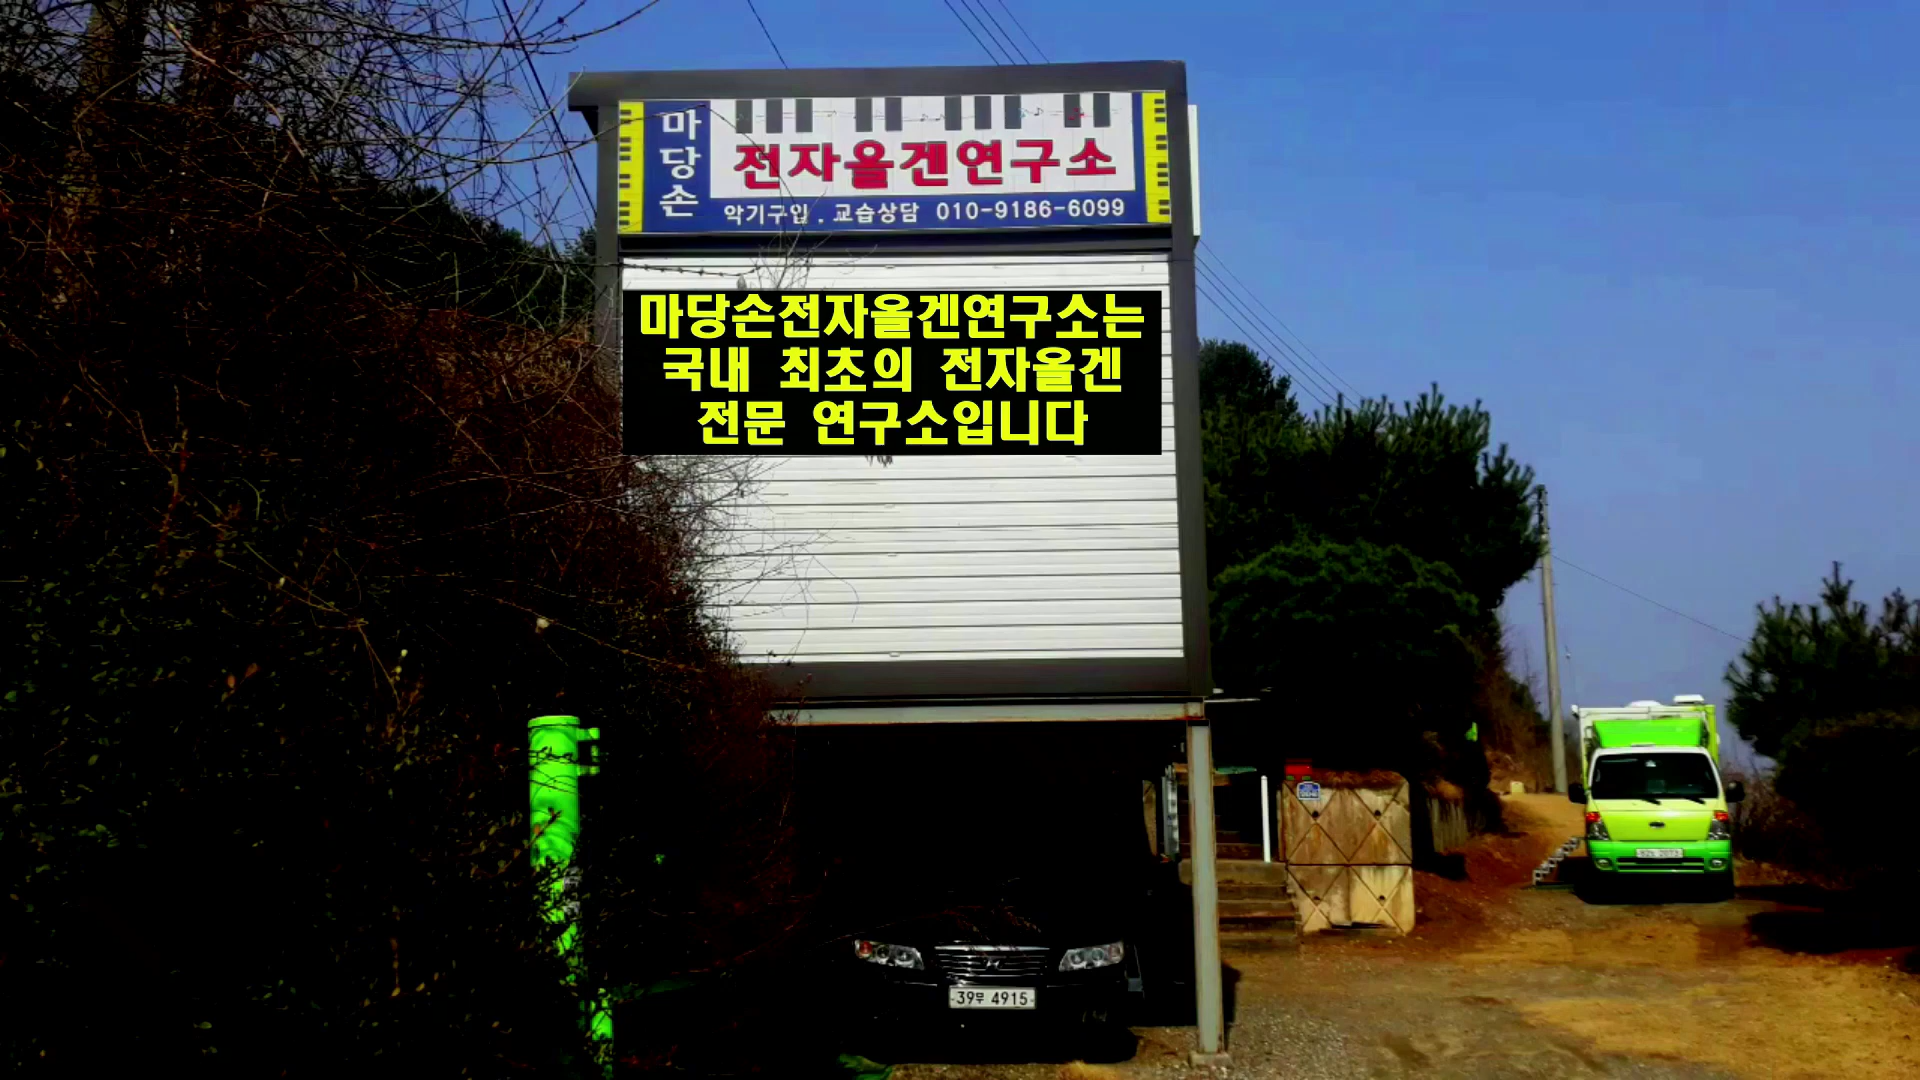 마당손
전자올겐연구소
악기구입 . 교습상담 010-9186-6099
마당손전자올겐연구소는
국내 최초의 전자올겐
전문 연구소입니다
39무 4915